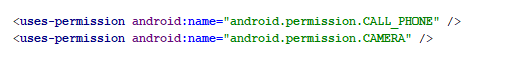 <uses-permission android:name="android.permission.CALL_PHONE" />
<uses-permission android:name="android.permission.CAMERA" />